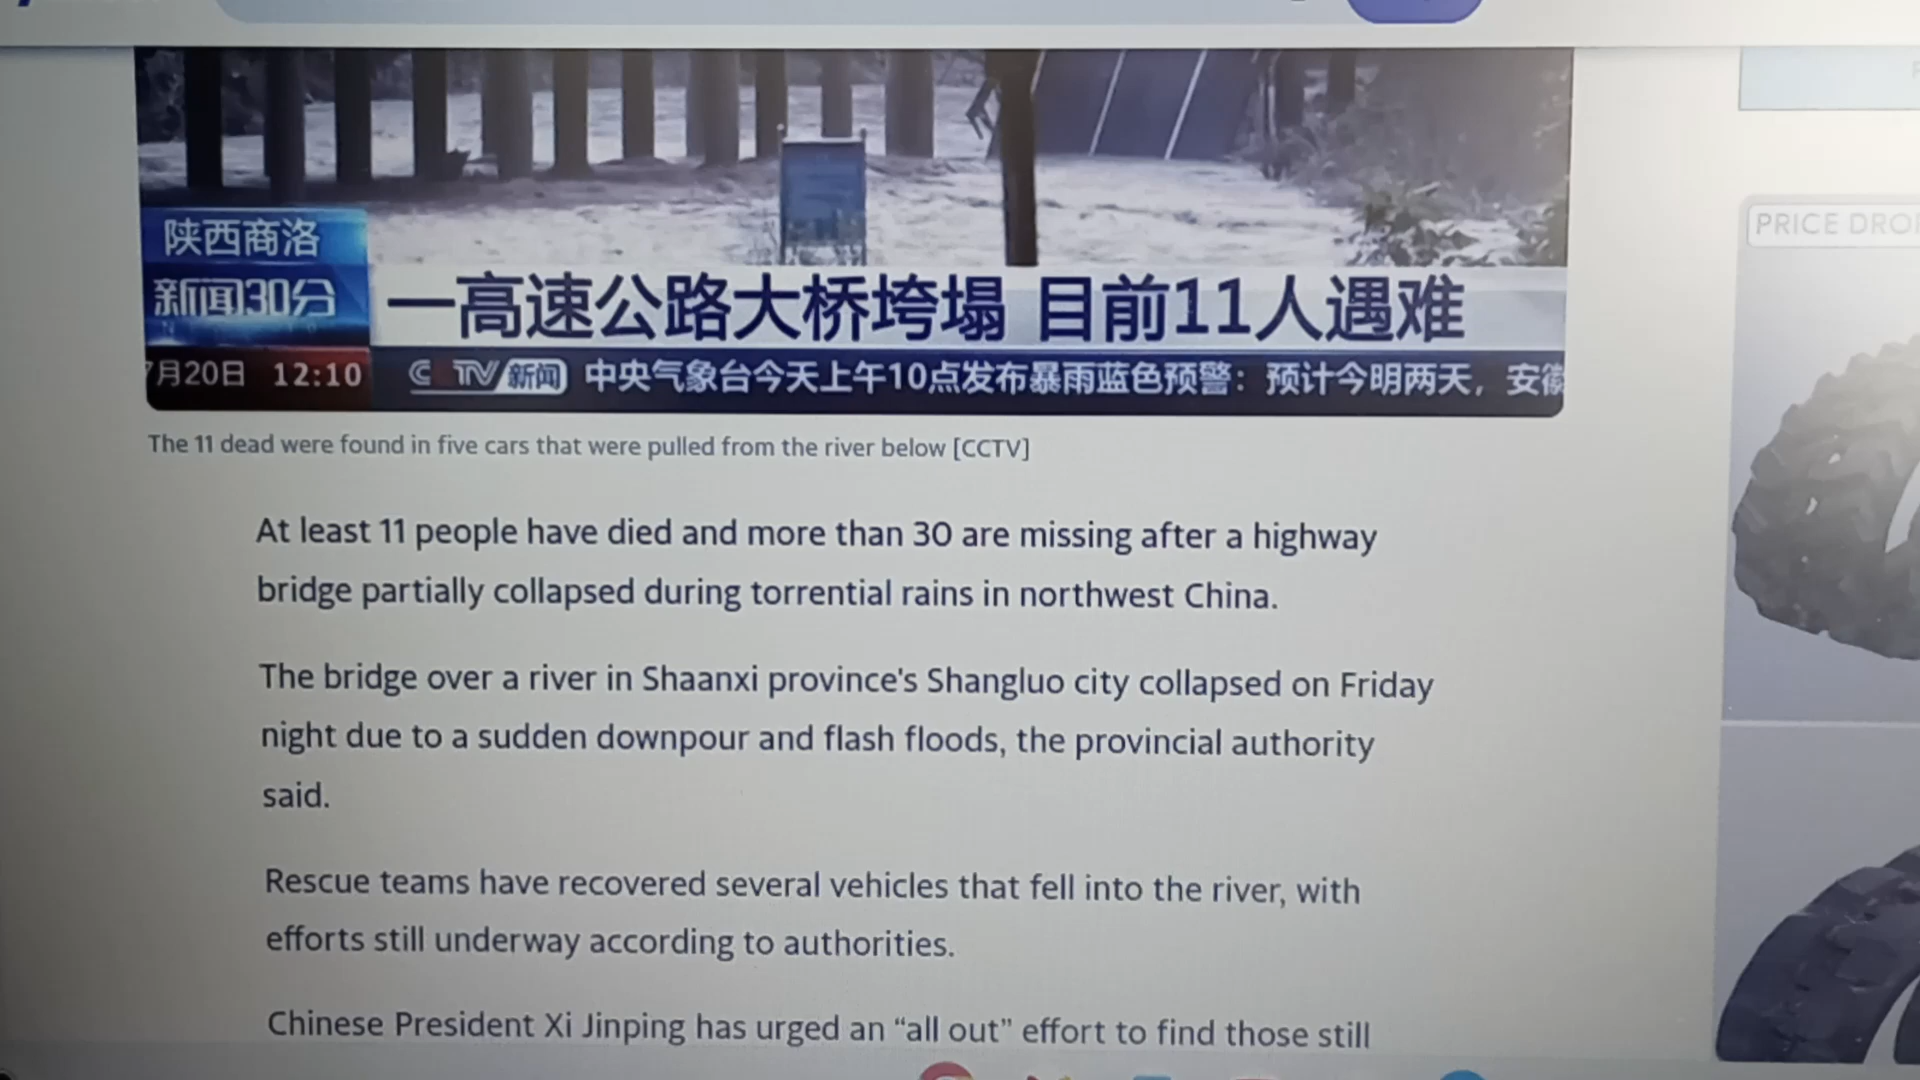 陕西商洛
新闻30分
一高速公路大桥垮塌 目前11人遇难
7月20日 12:10
CCTV 新闻 中央气象台今天上午10点发布暴雨蓝色预警：预计今明两天，安徽
The 11 dead were found in five cars that were pulled from the river below [CCTV]
PRICE DRO
At least 11 people have died and more than 30 are missing after a highway
bridge partially collapsed during torrential rains in northwest China.
The bridge over a river in Shaanxi province's Shangluo city collapsed on Friday
night due to a sudden downpour and flash floods, the provincial authority
said.
Rescue teams have recovered several vehicles that fell into the river, with
efforts still underway according to authorities.
Chinese President Xi Jinping has urged an “all out” effort to find those still